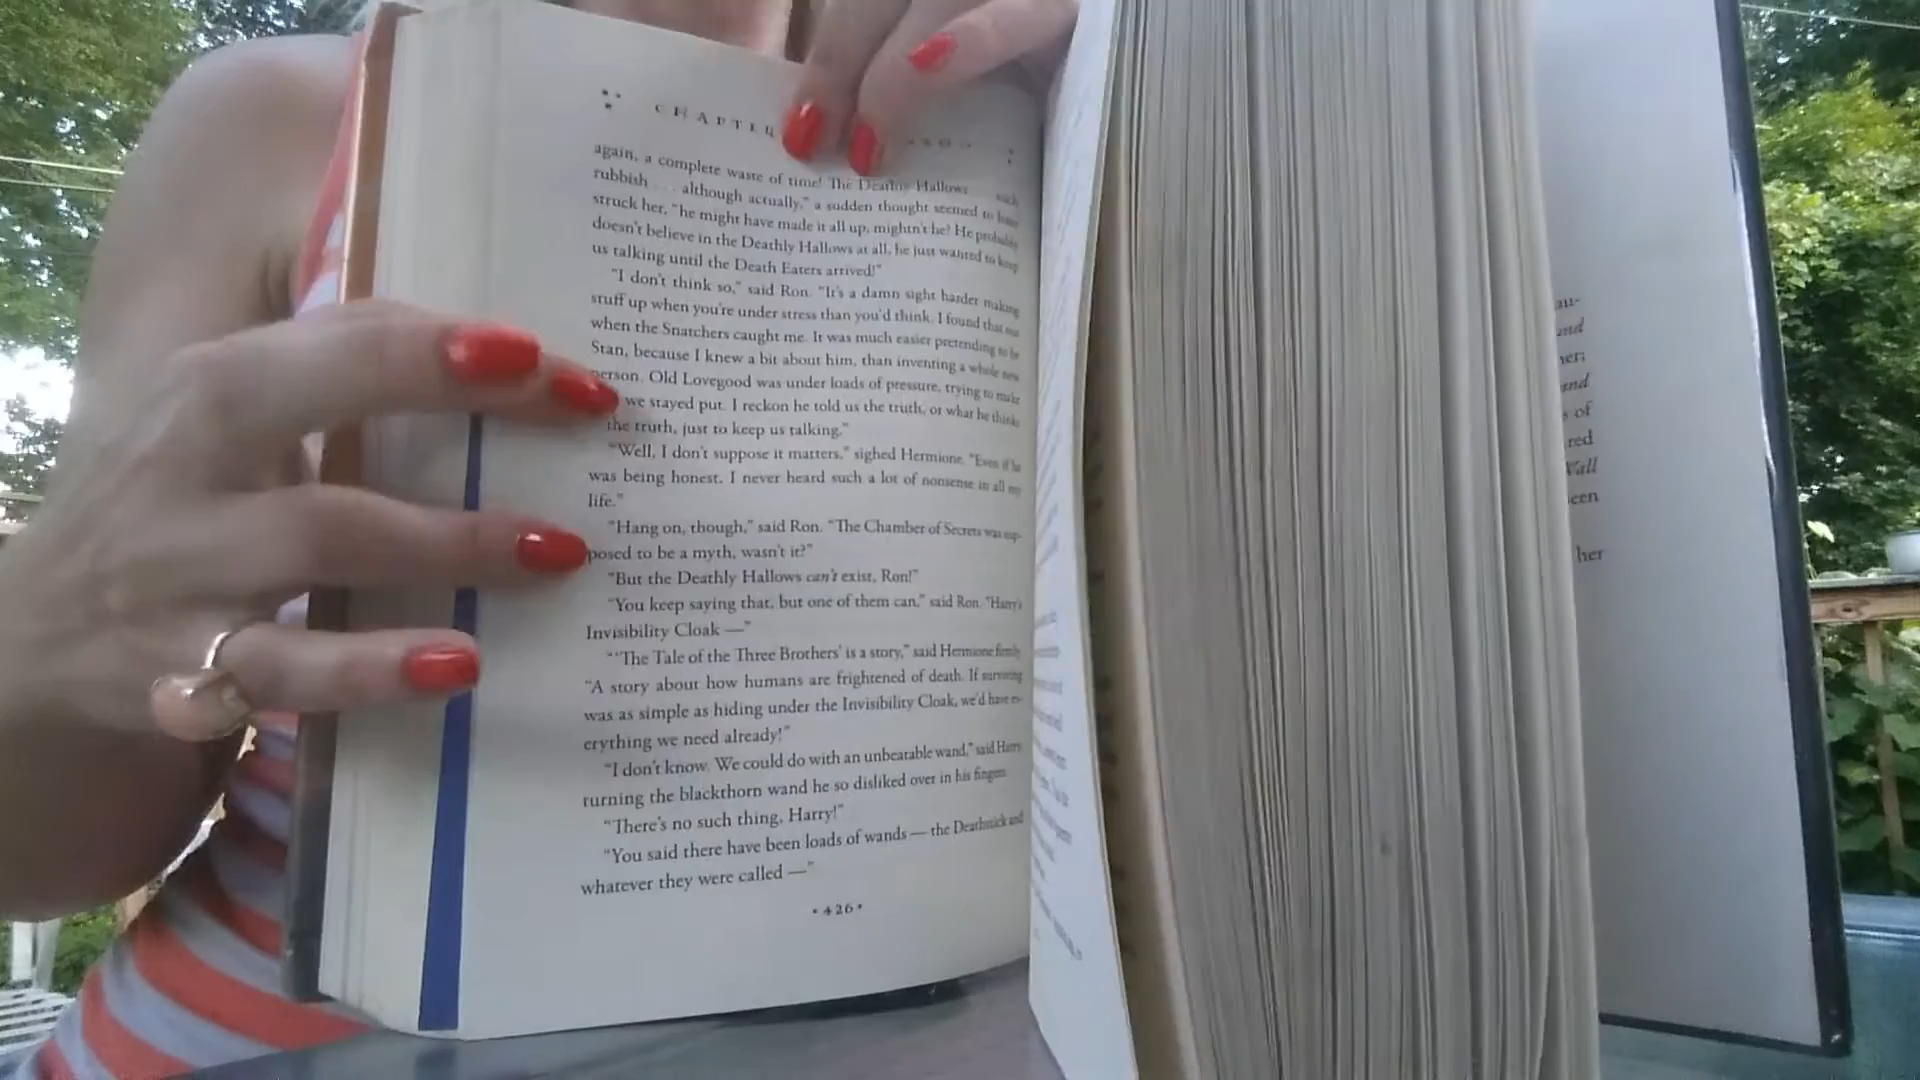 CHAPTER
again, a complete waste of time! The Deathly Hallows such
rubbish . . . although actually," a sudden thought seemed to have
struck her, "he might have made it all up, mightn't he? He probably
doesn't believe in the Deathly Hallows at all, he just wanted to keep
us talking until the Death Eaters arrived!"
"I don't think so," said Ron. "It's a damn sight harder making
stuff up when you're under stress than you'd think. I found that out
when the Snatchers caught me. It was much easier pretending to be
Stan, because I knew a bit about him, than inventing a whole new
person. Old Lovegood was under loads of pressure, trying to make
we stayed put. I reckon he told us the truth, or what he thinks
the truth, just to keep us talking."
"Well, I don't suppose it matters," sighed Hermione. "Even if he
was being honest, I never heard such a lot of nonsense in all my
life."
"Hang on, though," said Ron. "The Chamber of Secrets was sup-
posed to be a myth, wasn't it?"
"But the Deathly Hallows can't exist, Ron!"
"You keep saying that, but one of them can," said Ron. "Harry's
Invisibility Cloak —"
"'The Tale of the Three Brothers' is a story," said Hermione firmly.
"A story about how humans are frightened of death. If surviving
was as simple as hiding under the Invisibility Cloak, we'd have ev-
erything we need already!"
"I don't know. We could do with an unbeatable wand," said Harry,
turning the blackthorn wand he so disliked over in his fingers.
"There's no such thing, Harry!"
"You said there have been loads of wands — the Deathstick and
whatever they were called —"
• 426 •
au-
and
her;
and
s of
red
Wall
een
her